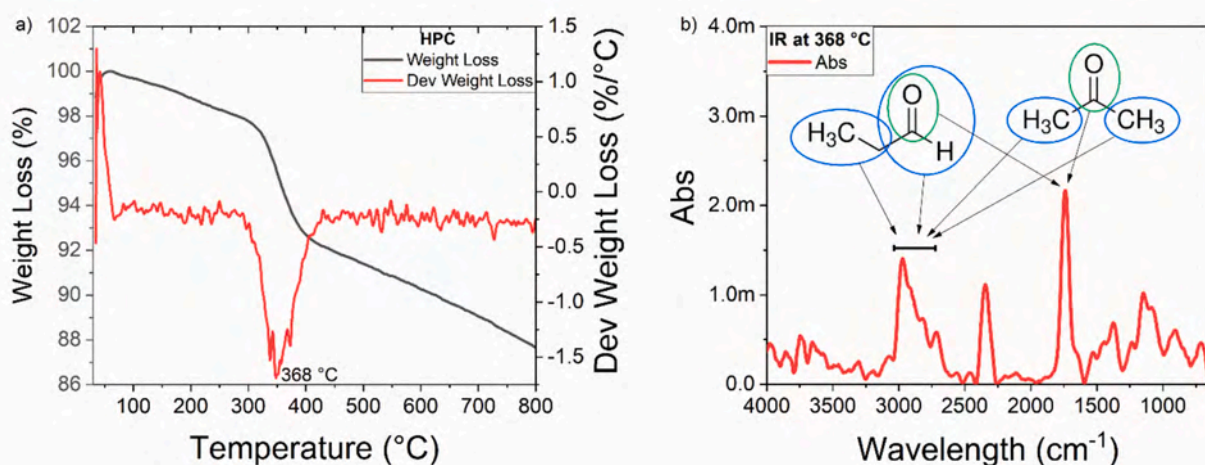 a)
HPC
Weight Loss
Dev Weight Loss
Weight Loss (%)
100
98
96
94
92
90
88
86
1.5
1.0
0.5
0.0
-0.5
-1.0
-1.5
Dev Weight Loss (%/°C)
368 °C
100 200 300 400 500 600 700 800
Temperature (°C)
b)
IR at 368 °C
Abs
Abs
4.0m
3.0m
2.0m
1.0m
0.0
O
H₃C
H
O
H₃C
CH₃
4000 3500 3000 2500 2000 1500 1000
Wavelength (cm⁻¹)